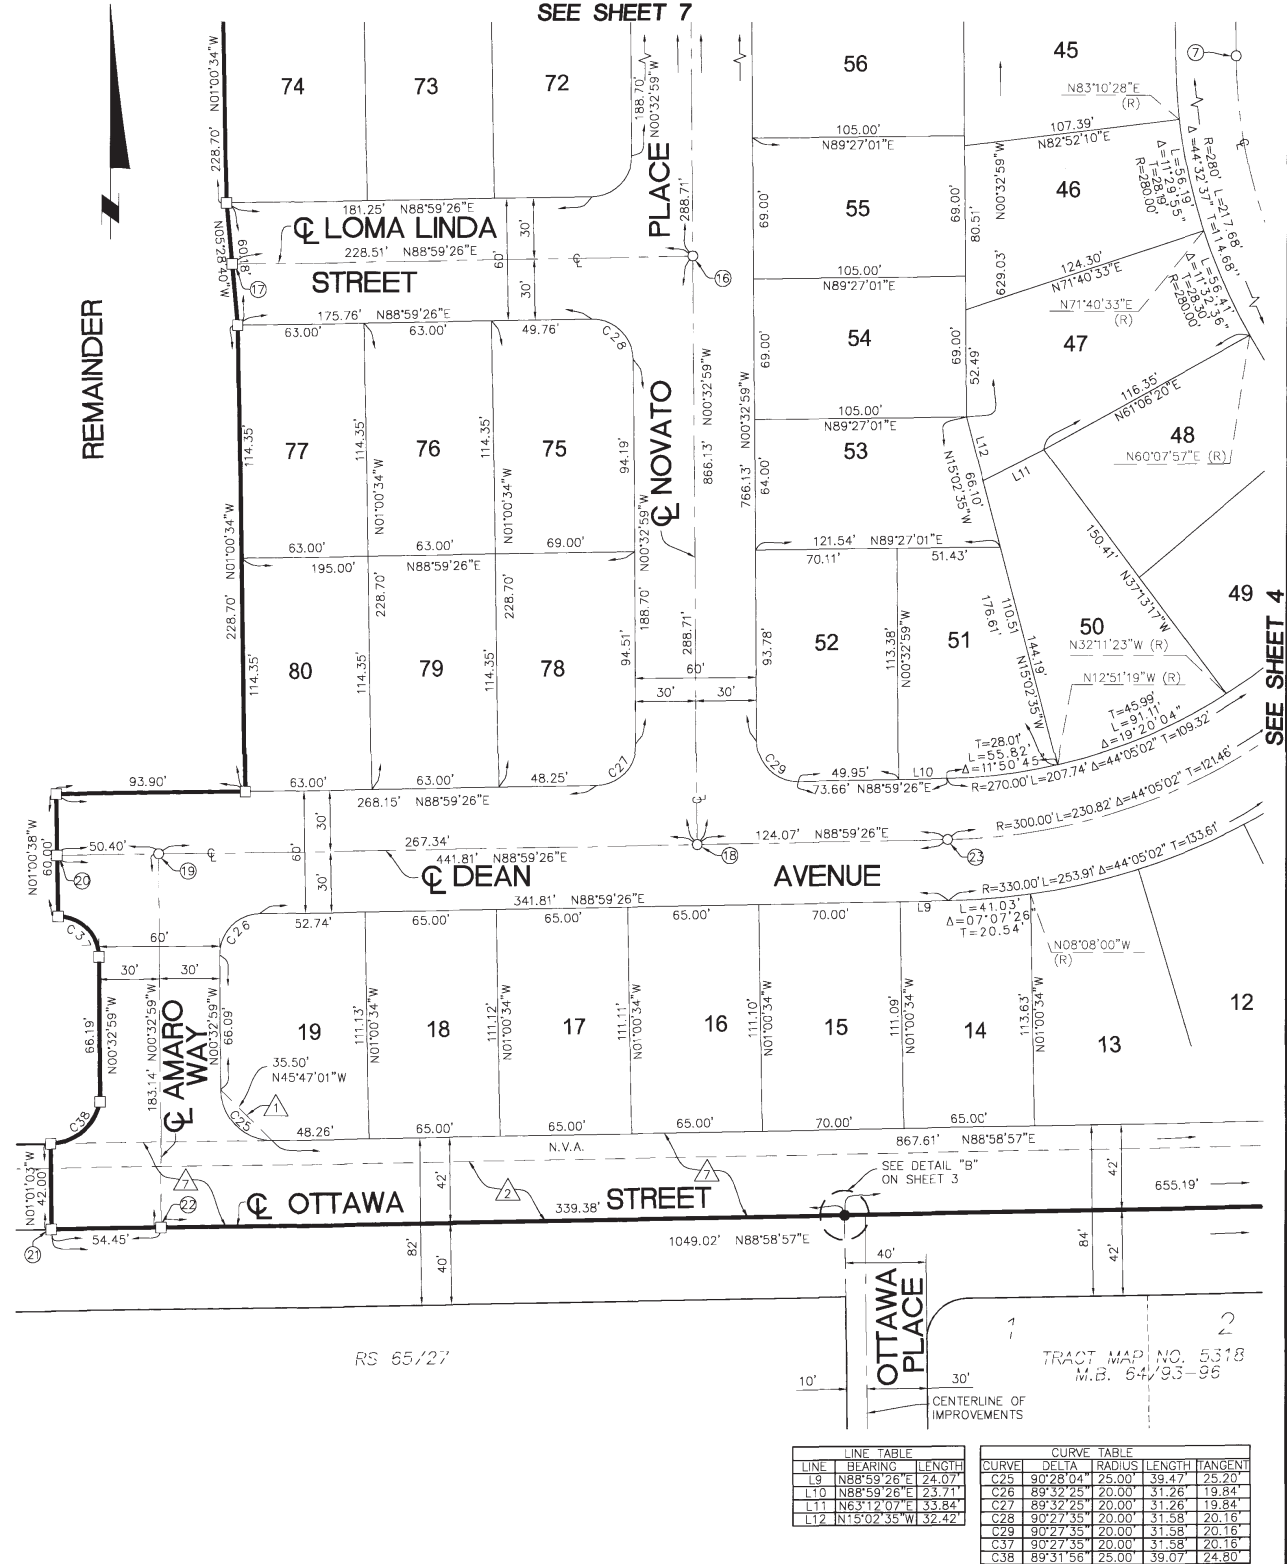 SEE SHEET 7
N01°00'34"W
228.70'
74
73
72
188.70'
N00°32'59"W
PLACE
288.71'
56
45
7
N83°10'28"E
(R)
105.00'
N89°27'01"E
107.39'
N82°52'10"E
R=280' L=217.68'
Δ=44°32'37" T=114.68'
L=56.19'
Δ=11°29'55"
T=28.19'
R=280.00'
46
55
69.00'
69.00'
80.51'
N00°32'59"W
629.03'
181.25' N88°59'26"E
℄ LOMA LINDA
228.51' N88°59'26"E
STREET
N05°28'40"W
60.18'
17
30'
60'
30'
16
105.00'
N89°27'01"E
124.30'
N71°40'33"E
N71°40'33"E
(R)
L=56.41'
Δ=11°32'36"
T=28.30'
R=280.00'
REMAINDER
175.76' N88°59'26"E
63.00'
63.00'
49.76'
C28
54
69.00'
69.00'
52.49'
47
105.00'
N89°27'01"E
116.35'
N61°06'20"E
48
N60°07'57"E (R)
77
76
75
114.35'
114.35'
114.35'
94.19'
N01°00'34"W
N01°00'34"W
℄ NOVATO
866.13' N00°32'59"W
766.13' N00°32'59"W
53
64.00'
L12
L11
66.10'
N15°02'35"W
150.41'
N37°13'17"W
63.00'
63.00'
69.00'
195.00'
N88°59'26"E
N01°00'34"W
228.70'
228.70'
228.70'
188.70'
N00°32'59"W
288.71'
121.54' N89°27'01"E
70.11'
51.43'
49
SEE SHEET 4
80
79
78
114.35'
114.35'
114.35'
94.51'
93.78'
52
113.38'
N00°32'59"W
51
110.51
176.61'
144.19'
N15°02'35"W
50
N32°11'23"W (R)
N12°51'19"W (R)
60'
30'
30'
T=45.99'
L=91.11'
Δ=19°20'04"
T=28.01'
L=55.82'
Δ=11°50'45"
C27
C29
93.90'
63.00'
63.00'
48.25'
268.15' N88°59'26"E
49.95'
L10
73.66' N88°59'26"E
R=270.00' L=207.74' Δ=44°05'02" T=109.32'
R=300.00' L=230.82' Δ=44°05'02" T=121.46'
N01°00'38"W
60.00'
50.40'
20
19
60'
30'
30'
267.34'
441.81' N88°59'26"E
18
124.07' N88°59'26"E
23
℄ DEAN
AVENUE
R=330.00' L=253.91' Δ=44°05'02" T=133.61'
341.81' N88°59'26"E
52.74'
65.00'
65.00'
65.00'
70.00'
L9
L=41.03'
Δ=07°07'26"
T=20.54'
N08°08'00"W
(R)
C37
C26
60'
30'
30'
66.19'
N00°32'59"W
183.14' N00°32'59"W
℄ AMARO
WAY
N00°32'59"W
66.09'
19
111.13'
N01°00'34"W
18
111.12'
N01°00'34"W
17
111.11'
N01°00'34"W
16
111.10'
N01°00'34"W
15
111.09'
N01°00'34"W
14
113.63'
N01°00'34"W
13
12
35.50'
N45°47'01"W
1
C25
C38
48.26'
65.00'
65.00'
65.00'
70.00'
65.00'
N.V.A.
867.61' N88°58'57"E
N01°01'03"W
42.00'
7
2
7
SEE DETAIL "B"
ON SHEET 3
42'
42'
655.19'
22
℄ OTTAWA
STREET
339.38'
21
54.45'
82'
40'
1049.02' N88°58'57"E
84'
42'
40'
OTTAWA
PLACE
1
2
RS 65/27
TRACT MAP NO. 5318
M.B. 64/93-96
10'
30'
CENTERLINE OF
IMPROVEMENTS
LINE TABLE
LINE BEARING LENGTH
L9 N88°59'26"E 24.07'
L10 N88°59'26"E 23.71'
L11 N63°12'07"E 33.84'
L12 N15°02'35"W 32.42'
CURVE TABLE
CURVE DELTA RADIUS LENGTH TANGENT
C25 90°28'04" 25.00' 39.47' 25.20'
C26 89°32'25" 20.00' 31.26' 19.84'
C27 89°32'25" 20.00' 31.26' 19.84'
C28 90°27'35" 20.00' 31.58' 20.16'
C29 90°27'35" 20.00' 31.58' 20.16'
C37 90°27'35" 20.00' 31.58' 20.16'
C38 89°31'56" 25.00' 39.07' 24.80'